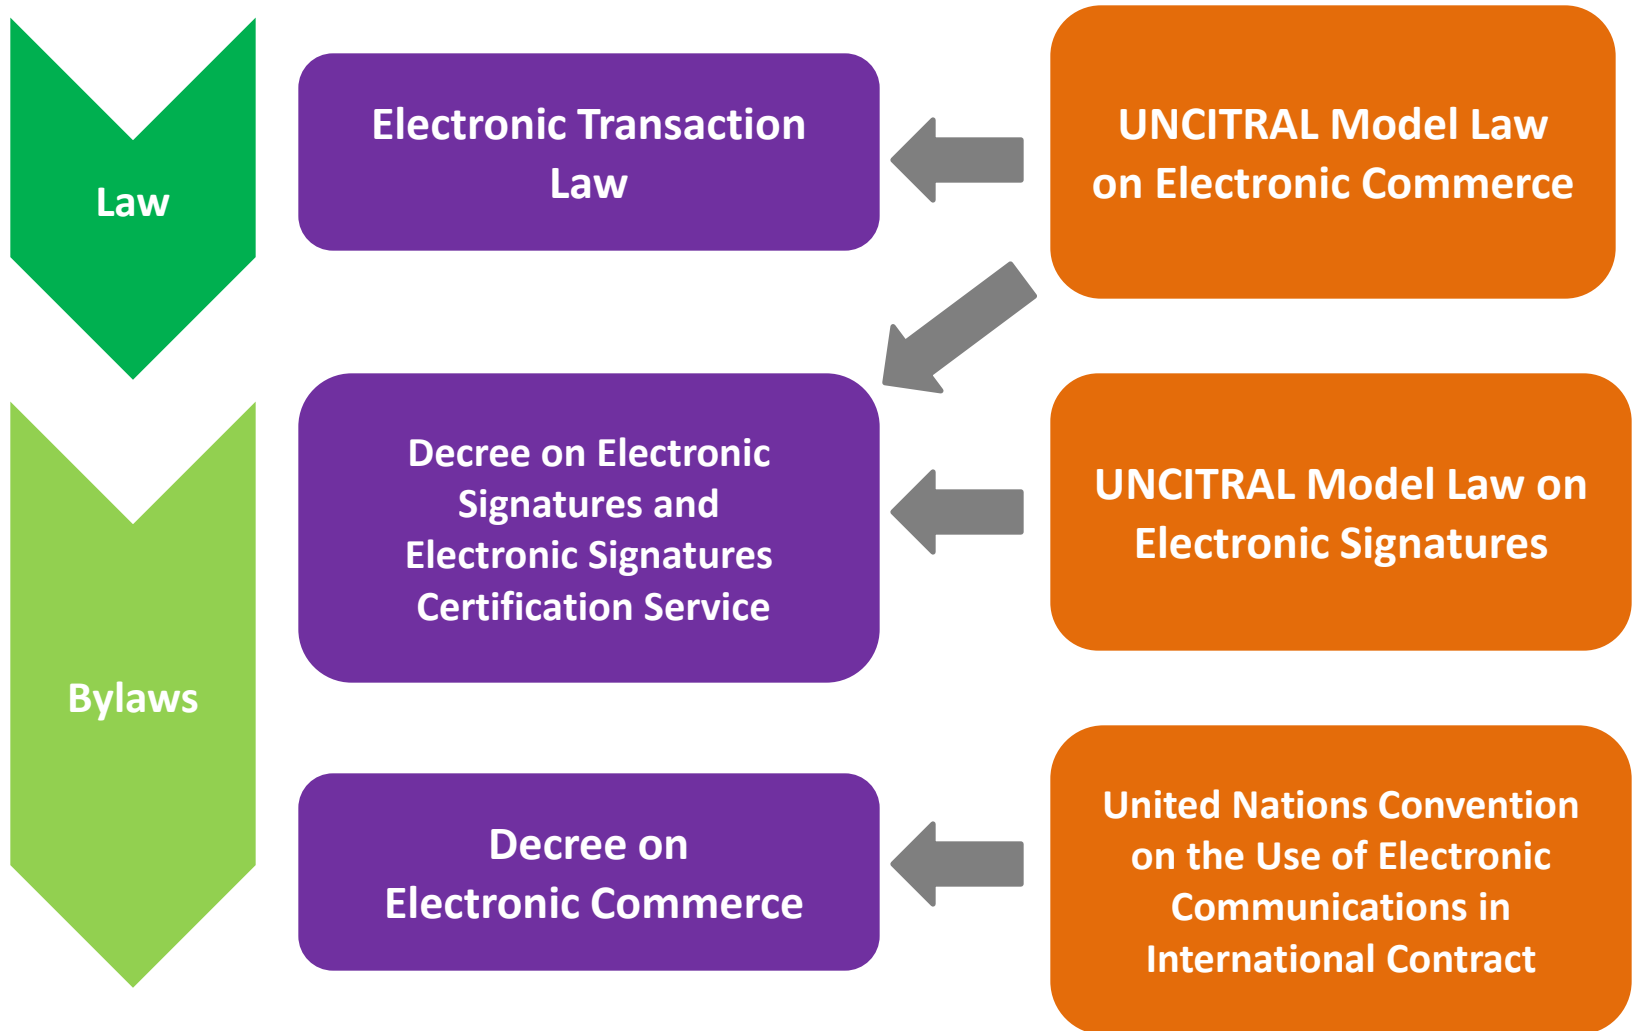 Law
Electronic Transaction
Law
UNCITRAL Model Law
on Electronic Commerce
Bylaws
Decree on Electronic
Signatures and
Electronic Signatures
Certification Service
UNCITRAL Model Law on
Electronic Signatures
Decree on
Electronic Commerce
United Nations Convention
on the Use of Electronic
Communications in
International Contract